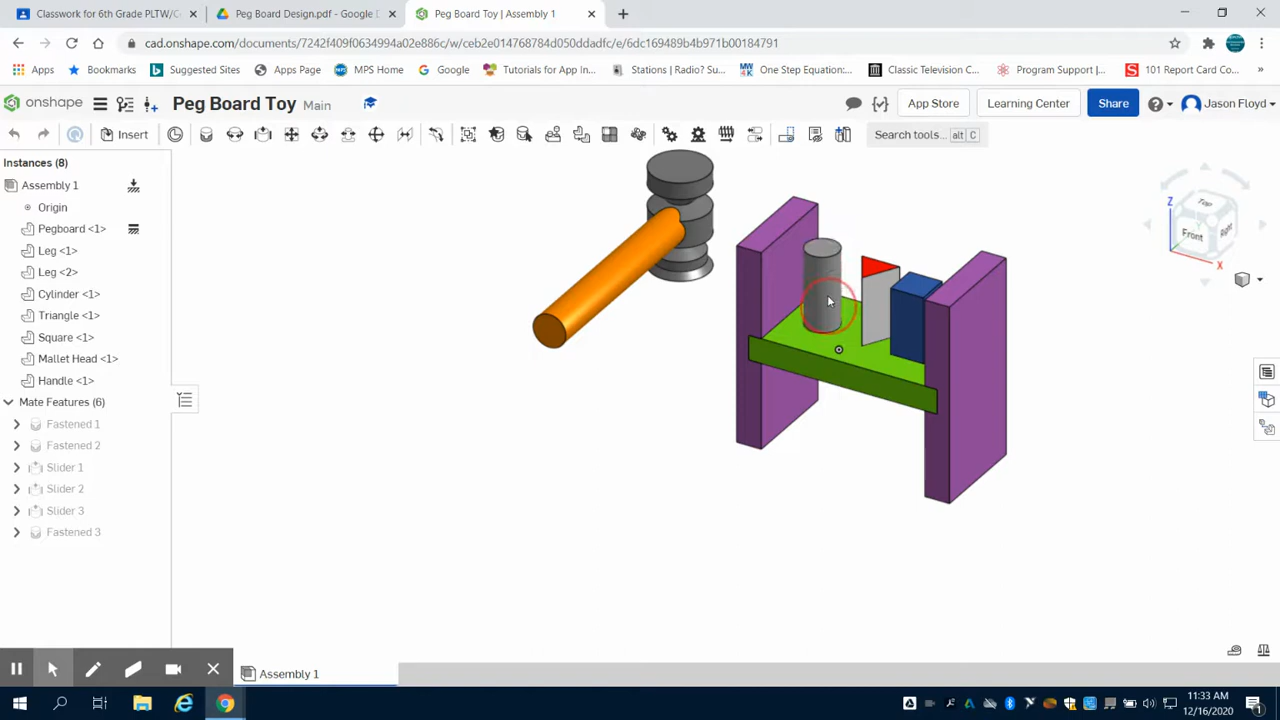 Classwork for 6th Grade PLTW/C
Peg Board Design.pdf - Google D
Peg Board Toy | Assembly 1
cad.onshape.com/documents/7242f409f0634994a02e886c/w/ceb2e014768784d050ddadfc/e/6dc169489b4b971b00184791
Apps
Bookmarks
Suggested Sites
Apps Page
MPS Home
Google
Tutorials for App In...
Stations | Radio? Su...
One Step Equation:...
Classic Television C...
Program Support |...
101 Report Card Co...
onshape
Peg Board Toy Main
App Store
Learning Center
Share
Jason Floyd
Insert
Search tools... alt C
Instances (8)
Assembly 1
Origin
Pegboard <1>
Leg <1>
Leg <2>
Cylinder <1>
Triangle <1>
Square <1>
Mallet Head <1>
Handle <1>
Mate Features (6)
Fastened 1
Fastened 2
Slider 1
Slider 2
Slider 3
Fastened 3
Top
Front
Right
Z
X
Assembly 1
11:33 AM
12/16/2020